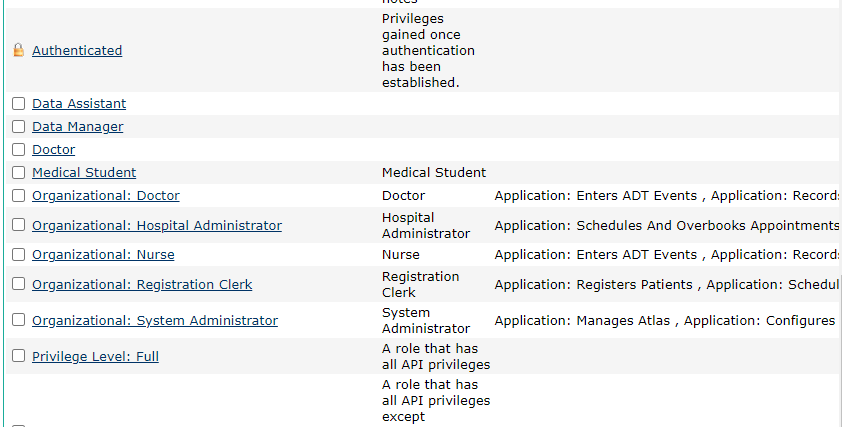 notes
Authenticated
Privileges
gained once
authentication
has been
established.
Data Assistant
Data Manager
Doctor
Medical Student Medical Student
Organizational: Doctor Doctor Application: Enters ADT Events , Application: Records
Organizational: Hospital Administrator Hospital Administrator Application: Schedules And Overbooks Appointments
Organizational: Nurse Nurse Application: Enters ADT Events , Application: Records
Organizational: Registration Clerk Registration Clerk Application: Registers Patients , Application: Schedul
Organizational: System Administrator System Administrator Application: Manages Atlas , Application: Configures
Privilege Level: Full
A role that has
all API privileges
A role that has
all API privileges
except